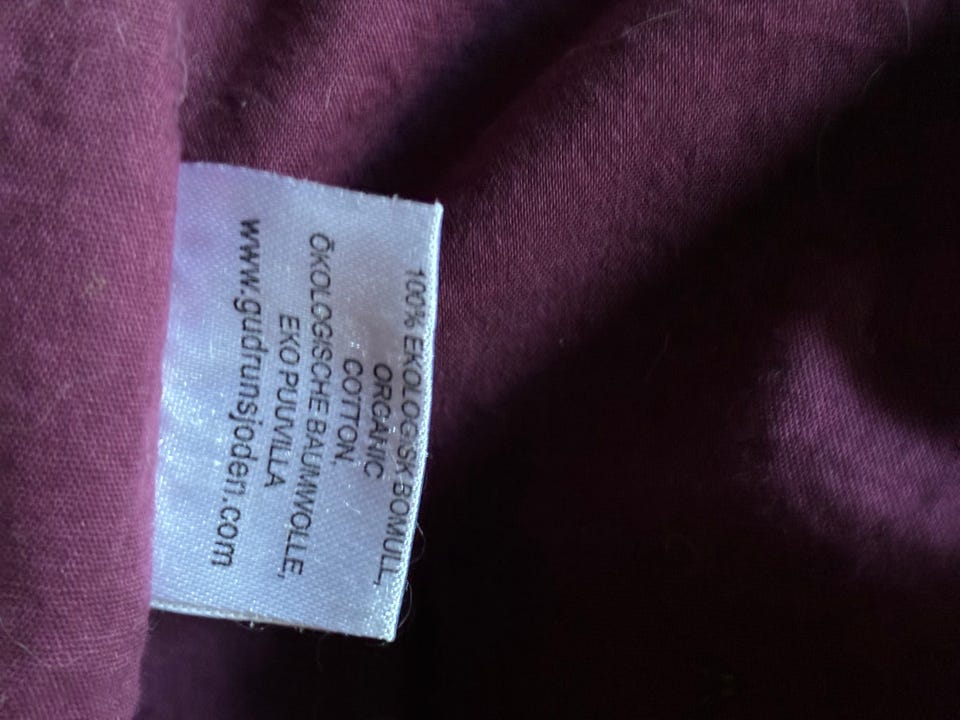 100% EKOLOGISK BOMULL,
ORGANIC
COTTON,
ÖKOLOGISCHE BAUMWOLLE,
EKO PUUVILLA
www.gudrunsjoden.com